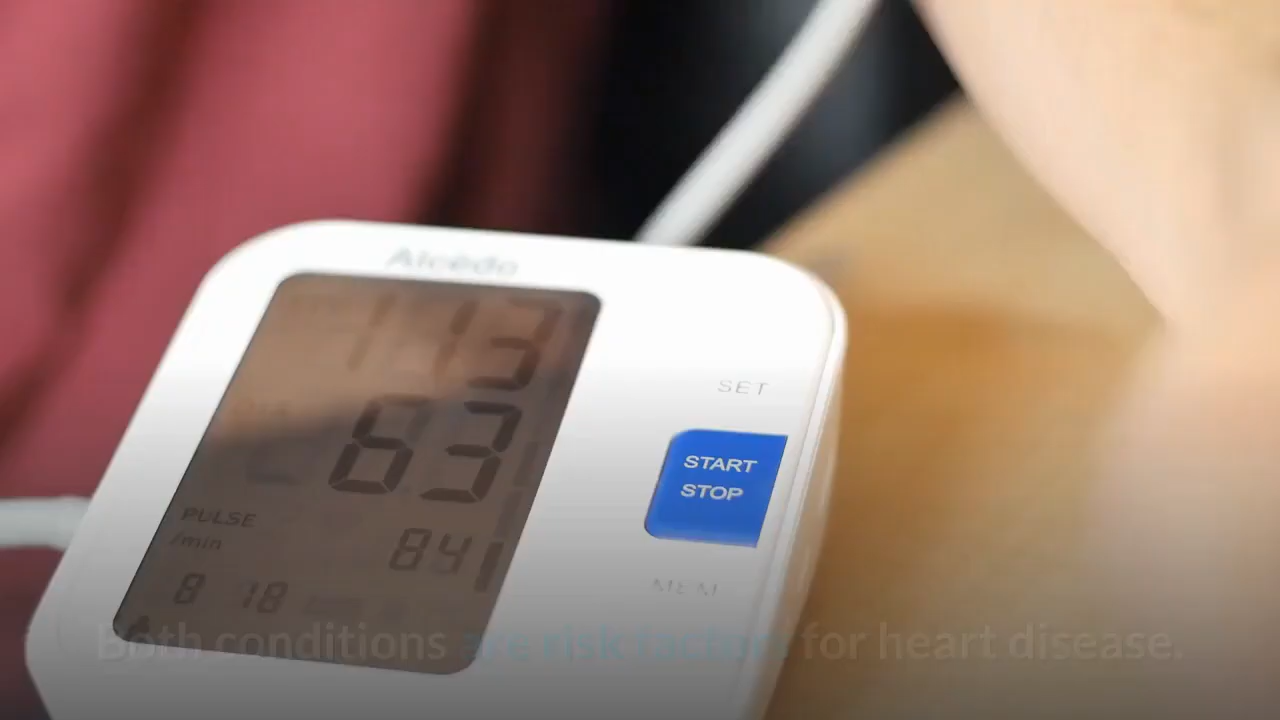 Alcedo
113
SET
63
START
STOP
PULSE
/min
84
MEM
8 18
Both conditions are risk factors for heart disease.